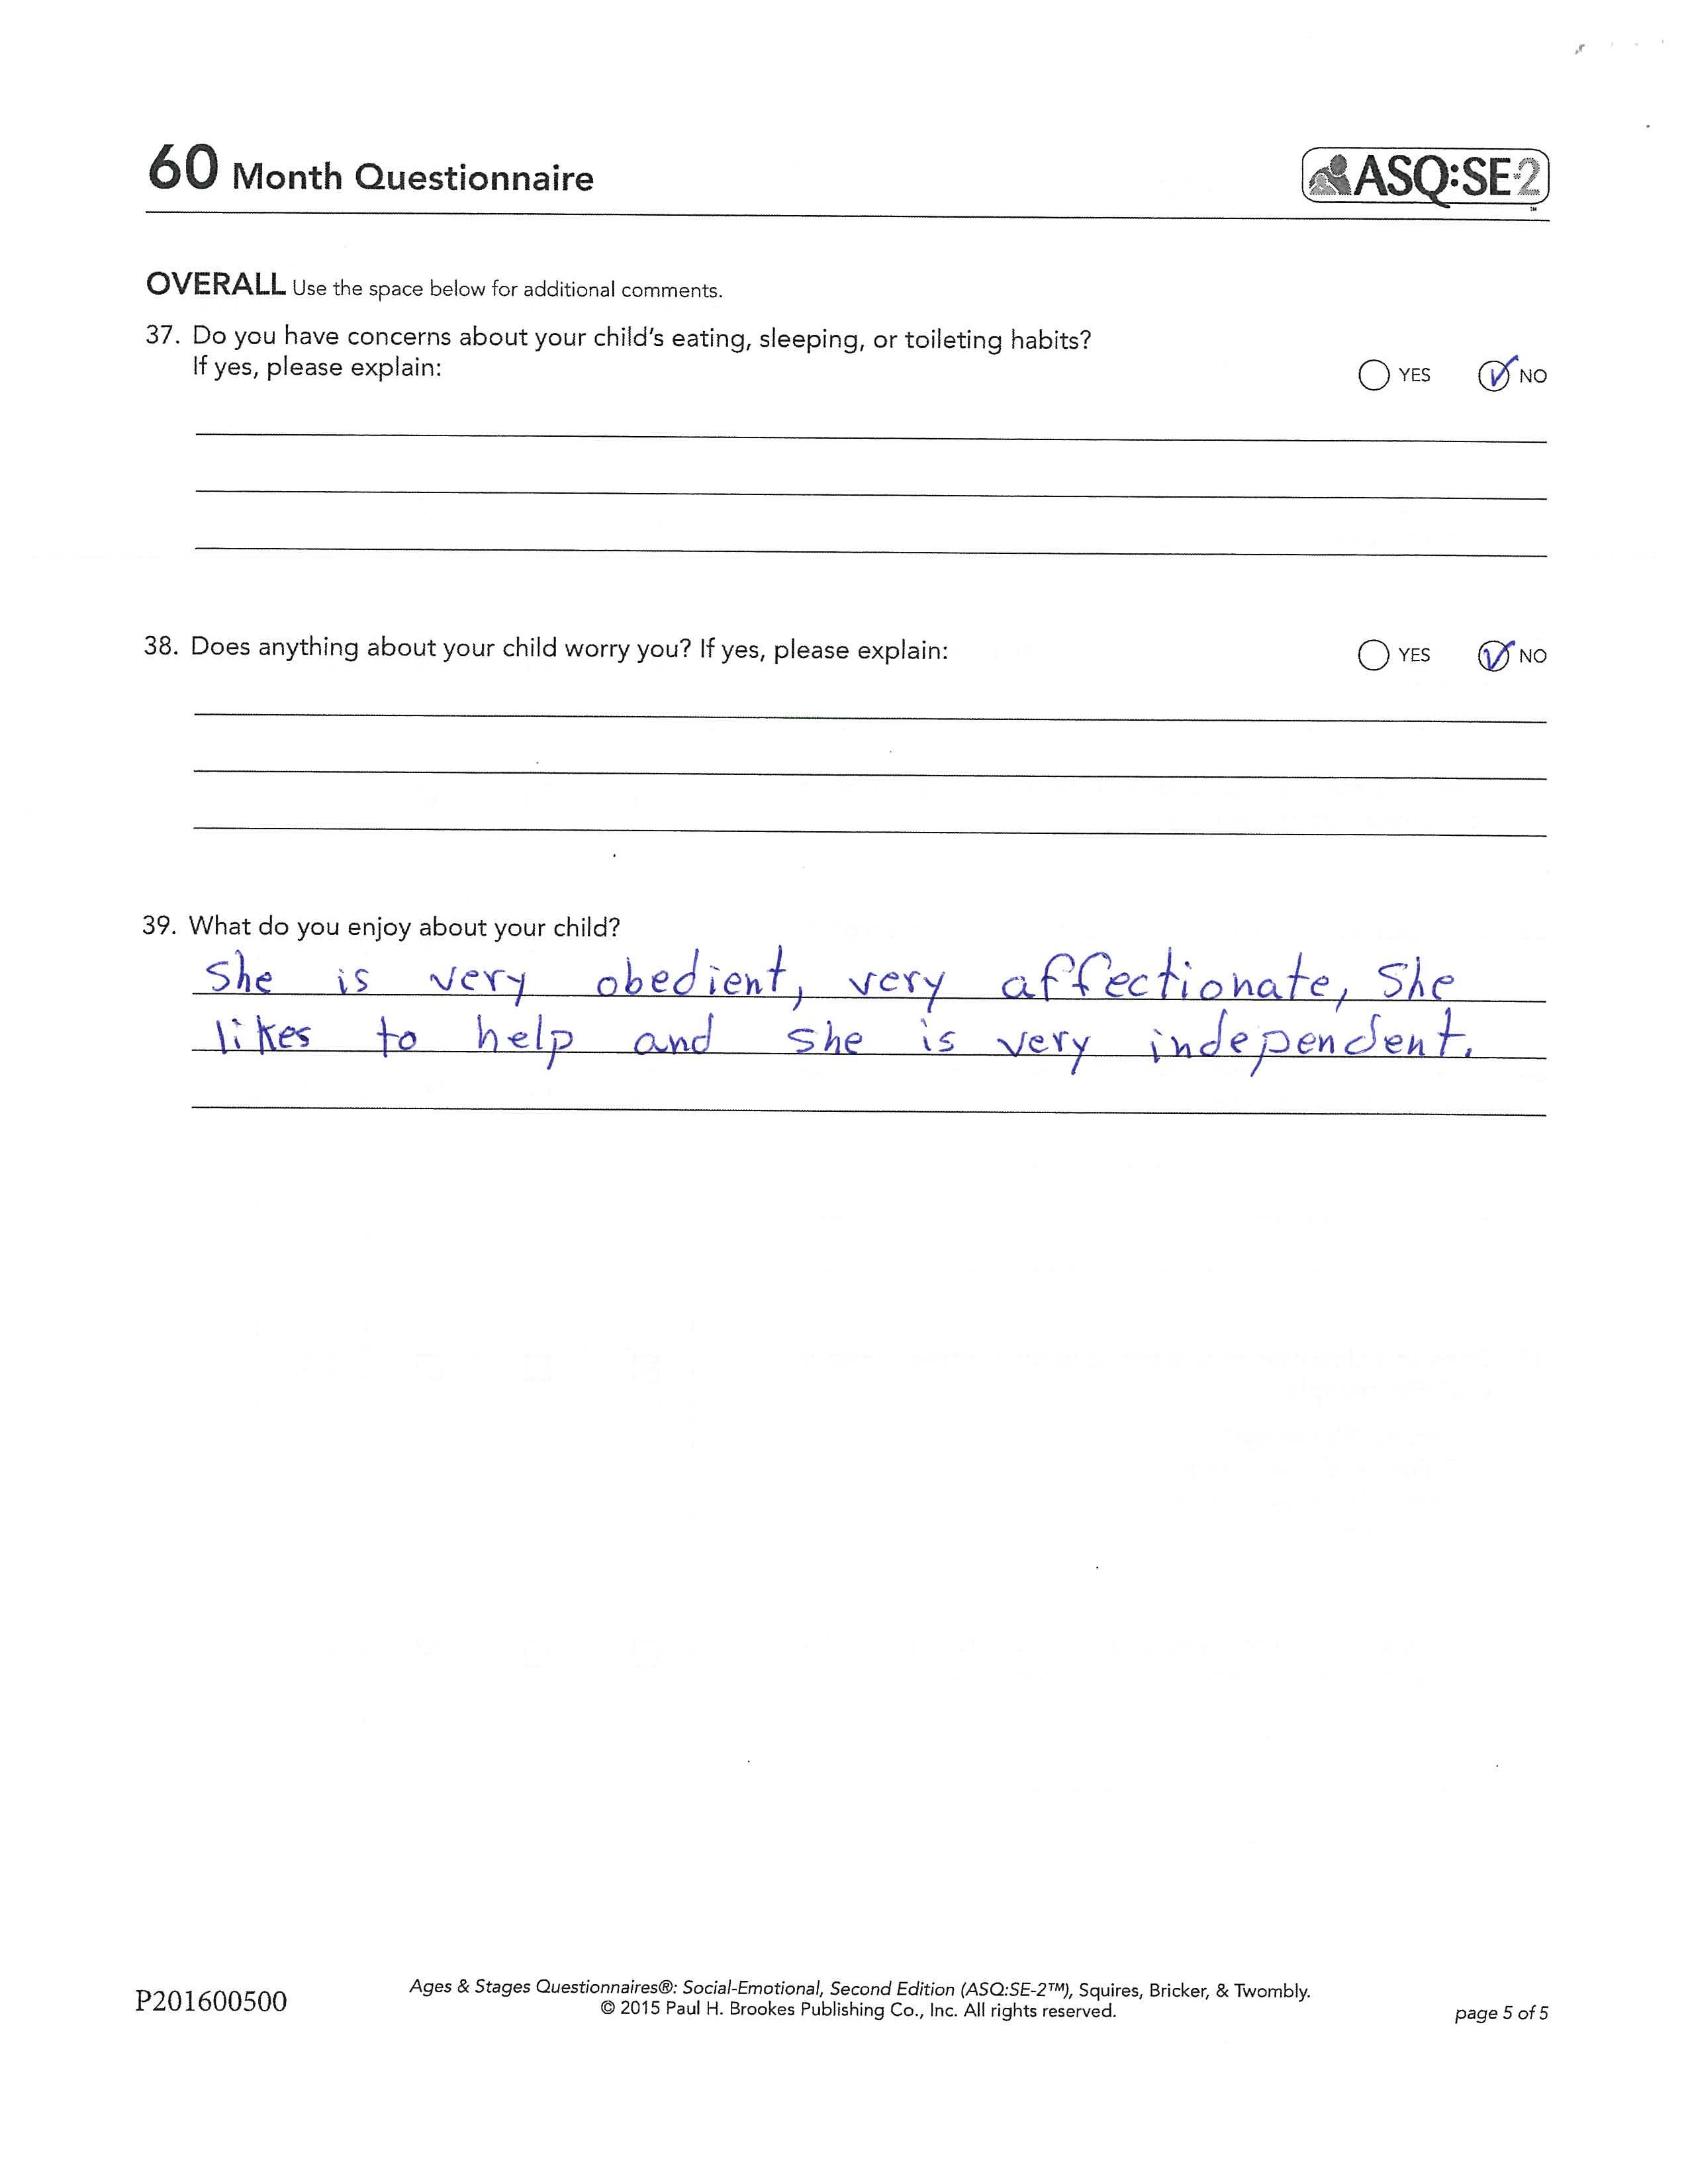 60 Month Questionnaire
ASQ:SE-2
SM
OVERALL Use the space below for additional comments.
37. Do you have concerns about your child's eating, sleeping, or toileting habits?
If yes, please explain:
YES NO
38. Does anything about your child worry you? If yes, please explain:
YES NO
39. What do you enjoy about your child?
She is very obedient, very affectionate, She
likes to help and she is very independent.
P201600500
Ages & Stages Questionnaires®: Social-Emotional, Second Edition (ASQ:SE-2™), Squires, Bricker, & Twombly.
© 2015 Paul H. Brookes Publishing Co., Inc. All rights reserved.
page 5 of 5